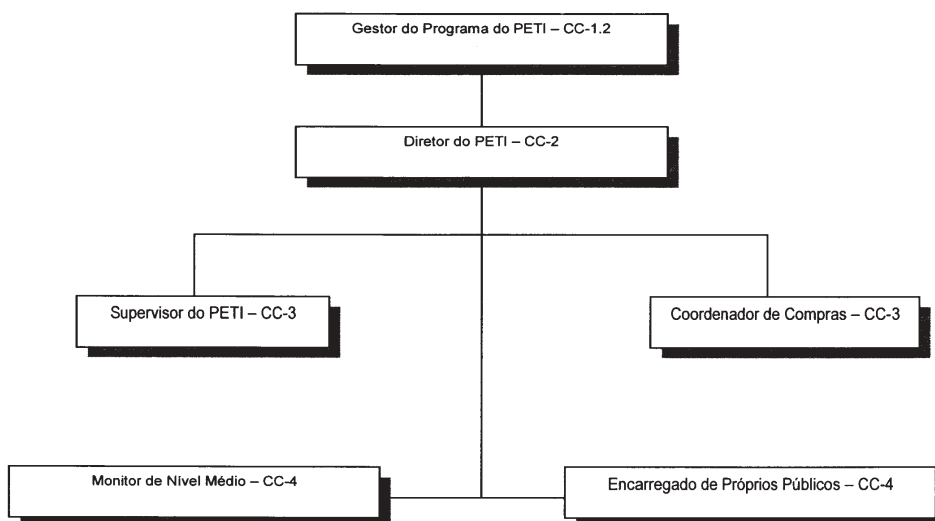 Gestor do Programa do PETI – CC-1.2
Diretor do PETI – CC-2
Supervisor do PETI – CC-3
Coordenador de Compras – CC-3
Monitor de Nível Médio – CC-4
Encarregado de Próprios Públicos – CC-4